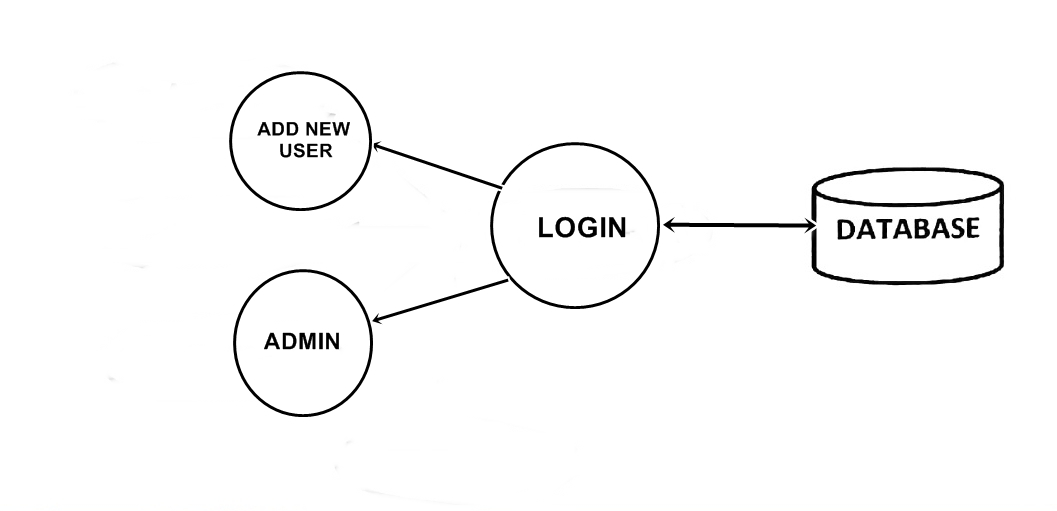 ADD NEW
USER
LOGIN
DATABASE
ADMIN